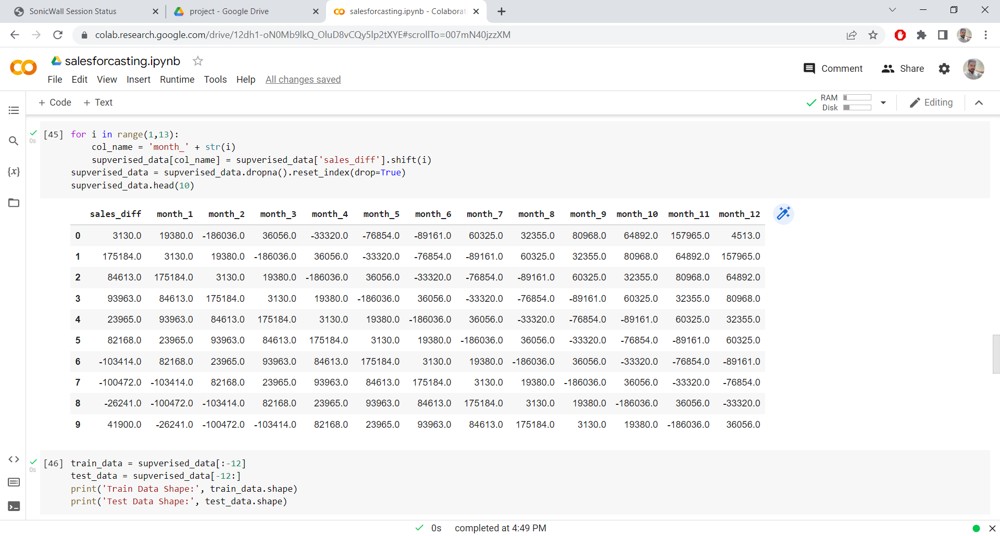 SonicWall Session Status
project - Google Drive
salesforcasting.ipynb - Colaborat
colab.research.google.com/drive/12dh1-oN0Mb9lkQ_OluD8vCQy5lp2tXYE#scrollTo=007mN40jzzXM
salesforcasting.ipynb
Comment Share
File Edit View Insert Runtime Tools Help All changes saved
+ Code + Text
RAM
Disk
Editing
[45] for i in range(1,13):
0s
col_name = 'month_' + str(i)
supverised_data[col_name] = supverised_data['sales_diff'].shift(i)
supverised_data = supverised_data.dropna().reset_index(drop=True)
supverised_data.head(10)
{x}
sales_diff month_1 month_2 month_3 month_4 month_5 month_6 month_7 month_8 month_9 month_10 month_11 month_12
0 3130.0 19380.0 -186036.0 36056.0 -33320.0 -76854.0 -89161.0 60325.0 32355.0 80968.0 64892.0 157965.0 4513.0
1 175184.0 3130.0 19380.0 -186036.0 36056.0 -33320.0 -76854.0 -89161.0 60325.0 32355.0 80968.0 64892.0 157965.0
2 84613.0 175184.0 3130.0 19380.0 -186036.0 36056.0 -33320.0 -76854.0 -89161.0 60325.0 32355.0 80968.0 64892.0
3 93963.0 84613.0 175184.0 3130.0 19380.0 -186036.0 36056.0 -33320.0 -76854.0 -89161.0 60325.0 32355.0 80968.0
4 23965.0 93963.0 84613.0 175184.0 3130.0 19380.0 -186036.0 36056.0 -33320.0 -76854.0 -89161.0 60325.0 32355.0
5 82168.0 23965.0 93963.0 84613.0 175184.0 3130.0 19380.0 -186036.0 36056.0 -33320.0 -76854.0 -89161.0 60325.0
6 -103414.0 82168.0 23965.0 93963.0 84613.0 175184.0 3130.0 19380.0 -186036.0 36056.0 -33320.0 -76854.0 -89161.0
7 -100472.0 -103414.0 82168.0 23965.0 93963.0 84613.0 175184.0 3130.0 19380.0 -186036.0 36056.0 -33320.0 -76854.0
8 -26241.0 -100472.0 -103414.0 82168.0 23965.0 93963.0 84613.0 175184.0 3130.0 19380.0 -186036.0 36056.0 -33320.0
9 41900.0 -26241.0 -100472.0 -103414.0 82168.0 23965.0 93963.0 84613.0 175184.0 3130.0 19380.0 -186036.0 36056.0
[46] train_data = supverised_data[:-12]
0s
test_data = supverised_data[-12:]
print('Train Data Shape:', train_data.shape)
print('Test Data Shape:', test_data.shape)
0s completed at 4:49 PM